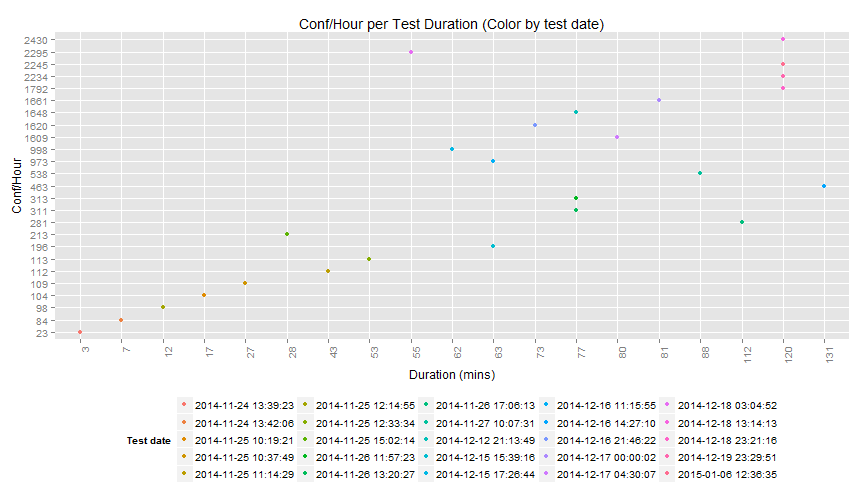 Conf/Hour per Test Duration (Color by test date)
Conf/Hour
2430
2295
2245
2234
1792
1661
1648
1620
1609
998
973
538
463
313
311
281
213
196
113
112
109
104
98
84
23
3 7 12 17 27 28 43 53 55 62 63 73 77 80 81 88 112 120 131
Duration (mins)
Test date
2014-11-24 13:39:23 2014-11-25 12:14:55 2014-11-26 17:06:13 2014-12-16 11:15:55 2014-12-18 03:04:52
2014-11-24 13:42:06 2014-11-25 12:33:34 2014-11-27 10:07:31 2014-12-16 14:27:10 2014-12-18 13:14:13
2014-11-25 10:19:21 2014-11-25 15:02:14 2014-12-12 21:13:49 2014-12-16 21:46:22 2014-12-18 23:21:16
2014-11-25 10:37:49 2014-11-26 11:57:23 2014-12-15 15:39:16 2014-12-17 00:00:02 2014-12-19 23:29:51
2014-11-25 11:14:29 2014-11-26 13:20:27 2014-12-15 17:26:44 2014-12-17 04:30:07 2015-01-06 12:36:35